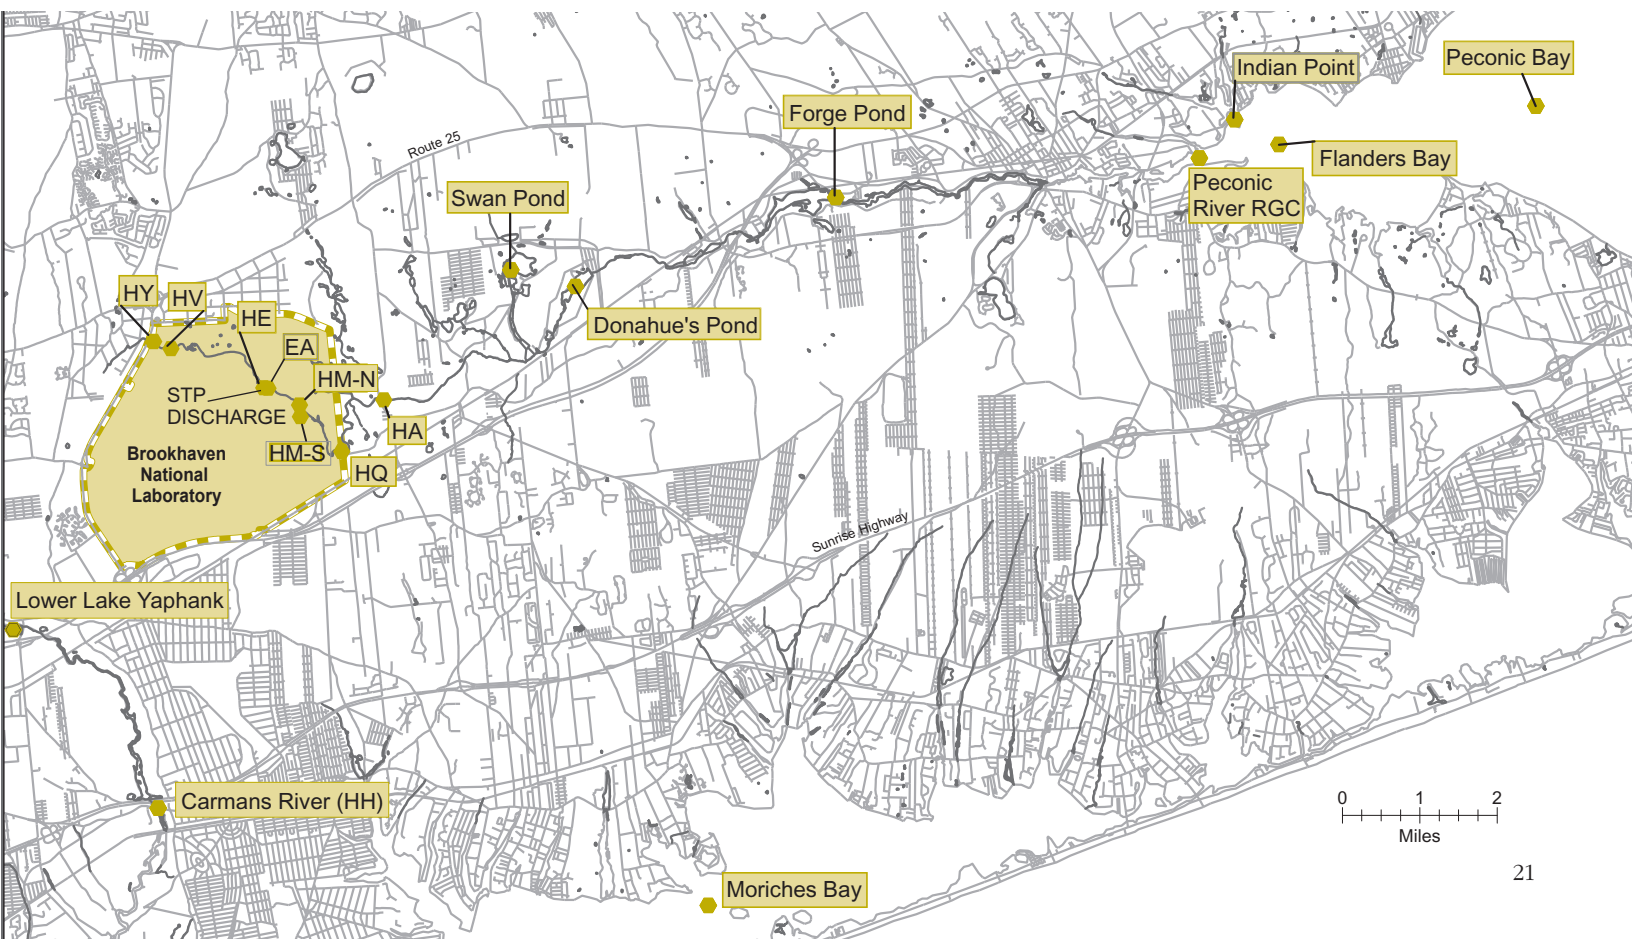 Peconic Bay
Indian Point
Forge Pond
Route 25
Flanders Bay
Swan Pond
Peconic
River RGC
HY
HV
HE
Donahue's Pond
EA
HM-N
STP
DISCHARGE
HA
Brookhaven
National
Laboratory
HM-S
HQ
Sunrise Highway
Lower Lake Yaphank
Carmans River (HH)
0 1 2
Miles
Moriches Bay
21